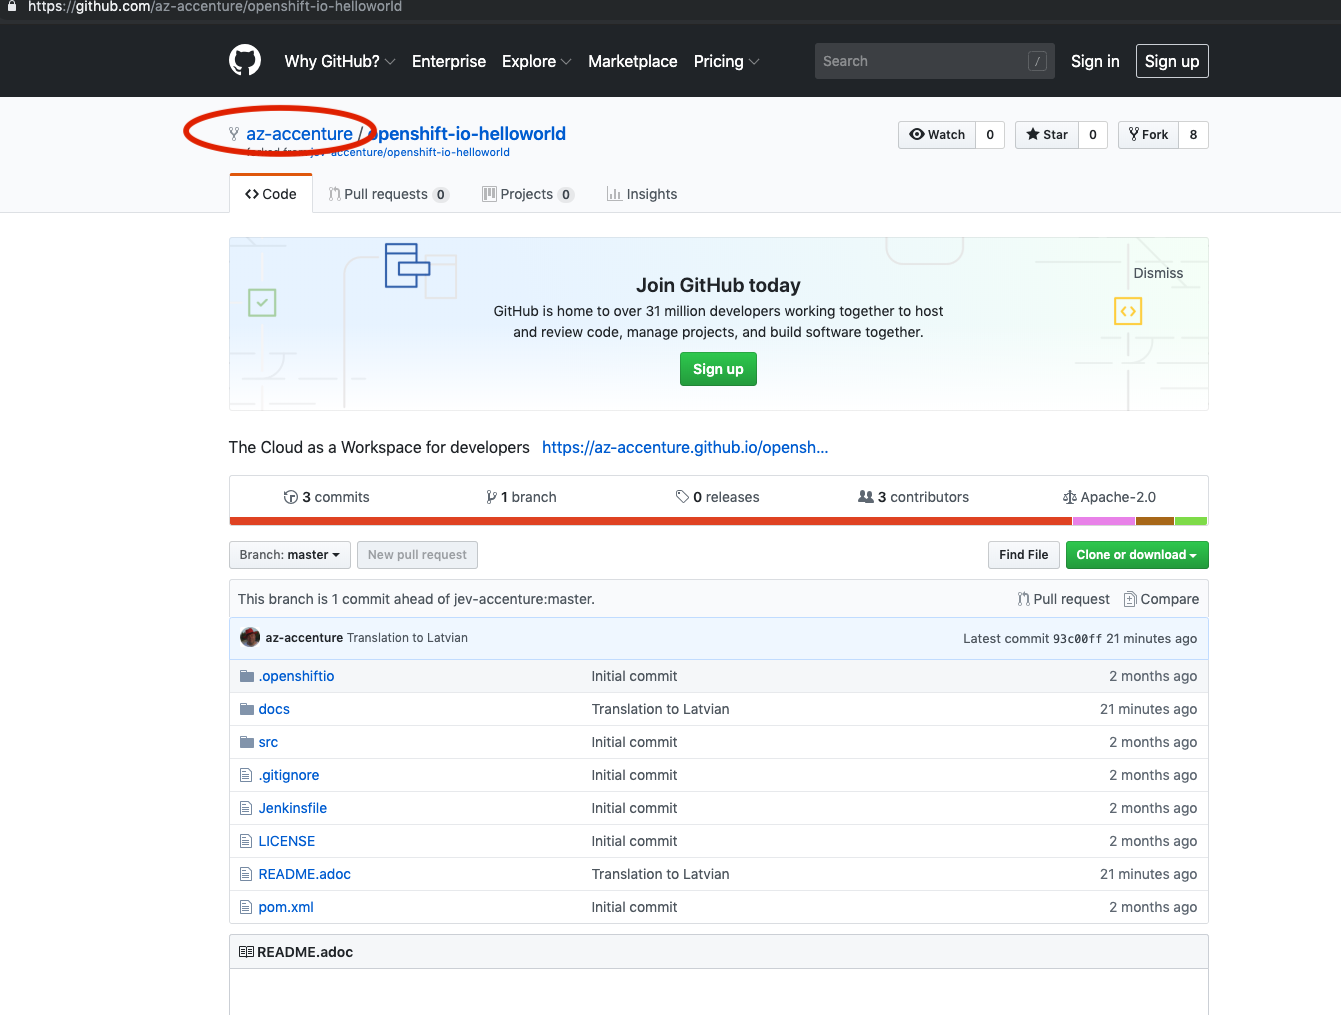 https://github.com/az-accenture/openshift-io-helloworld
Why GitHub? Enterprise Explore Marketplace Pricing Search / Sign in Sign up
az-accenture / openshift-io-helloworld
forked from jev-accenture/openshift-io-helloworld
Watch 0 Star 0 Fork 8
Code Pull requests 0 Projects 0 Insights
Dismiss
Join GitHub today
GitHub is home to over 31 million developers working together to host
and review code, manage projects, and build software together.
Sign up
The Cloud as a Workspace for developers https://az-accenture.github.io/opensh...
3 commits 1 branch 0 releases 3 contributors Apache-2.0
Branch: master New pull request Find File Clone or download
This branch is 1 commit ahead of jev-accenture:master. Pull request Compare
az-accenture Translation to Latvian Latest commit 93c00ff 21 minutes ago
.openshiftio Initial commit 2 months ago
docs Translation to Latvian 21 minutes ago
src Initial commit 2 months ago
.gitignore Initial commit 2 months ago
Jenkinsfile Initial commit 2 months ago
LICENSE Initial commit 2 months ago
README.adoc Translation to Latvian 21 minutes ago
pom.xml Initial commit 2 months ago
README.adoc